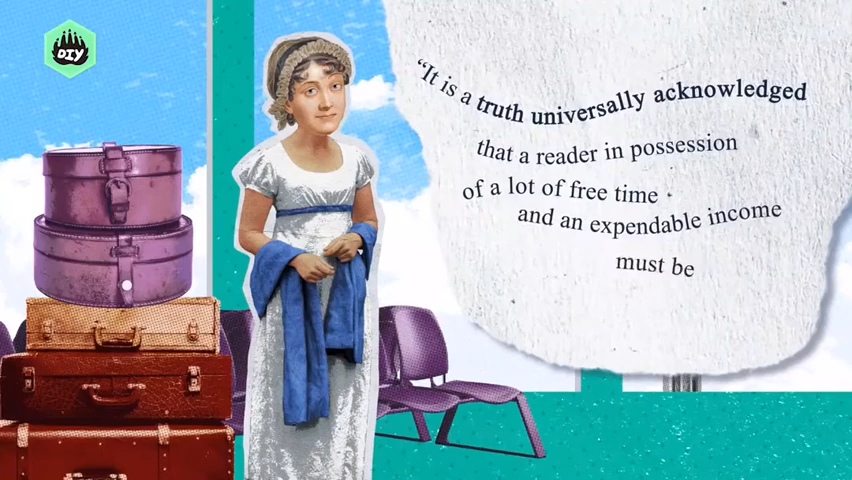 DIY
“It is a truth universally acknowledged
that a reader in possession
of a lot of free time
and an expendable income
must be